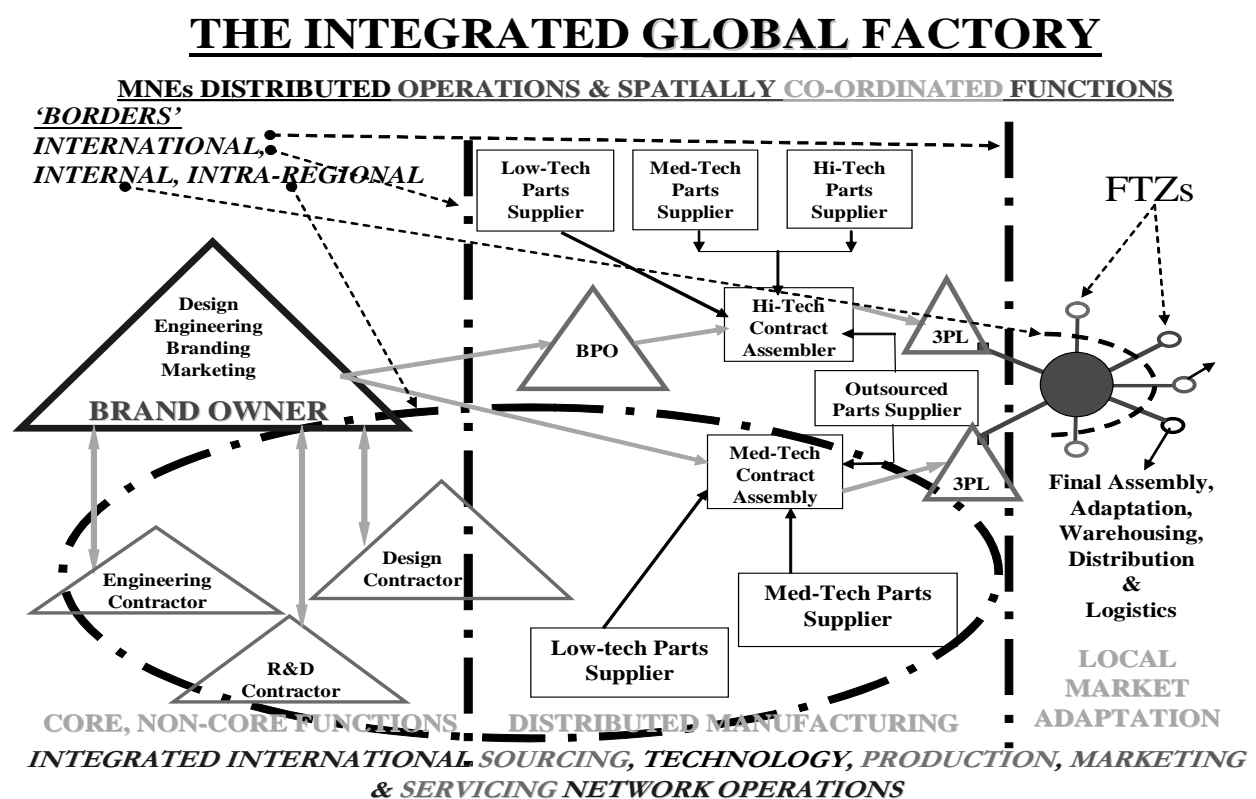 THE INTEGRATED GLOBAL FACTORY
MNEs DISTRIBUTED OPERATIONS & SPATIALLY CO-ORDINATED FUNCTIONS
‘BORDERS’
INTERNATIONAL,
INTERNAL, INTRA-REGIONAL
Low-Tech
Parts
Supplier
Med-Tech
Parts
Supplier
Hi-Tech
Parts
Supplier
FTZs
Design
Engineering
Branding
Marketing
BRAND OWNER
BPO
Hi-Tech
Contract
Assembler
3PL
Outsourced
Parts Supplier
Med-Tech
Contract
Assembly
3PL
Final Assembly,
Adaptation,
Warehousing,
Distribution
&
Logistics
Design
Contractor
Engineering
Contractor
R&D
Contractor
Med-Tech Parts
Supplier
Low-tech Parts
Supplier
LOCAL
MARKET
ADAPTATION
CORE, NON-CORE FUNCTIONS
DISTRIBUTED MANUFACTURING
INTEGRATED INTERNATIONAL SOURCING, TECHNOLOGY, PRODUCTION, MARKETING
& SERVICING NETWORK OPERATIONS